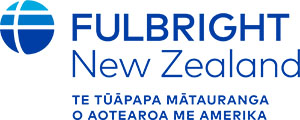 FULBRIGHT
New Zealand
TE TŪĀPAPA MĀTAURANGA
O AOTEAROA ME AMERIKA